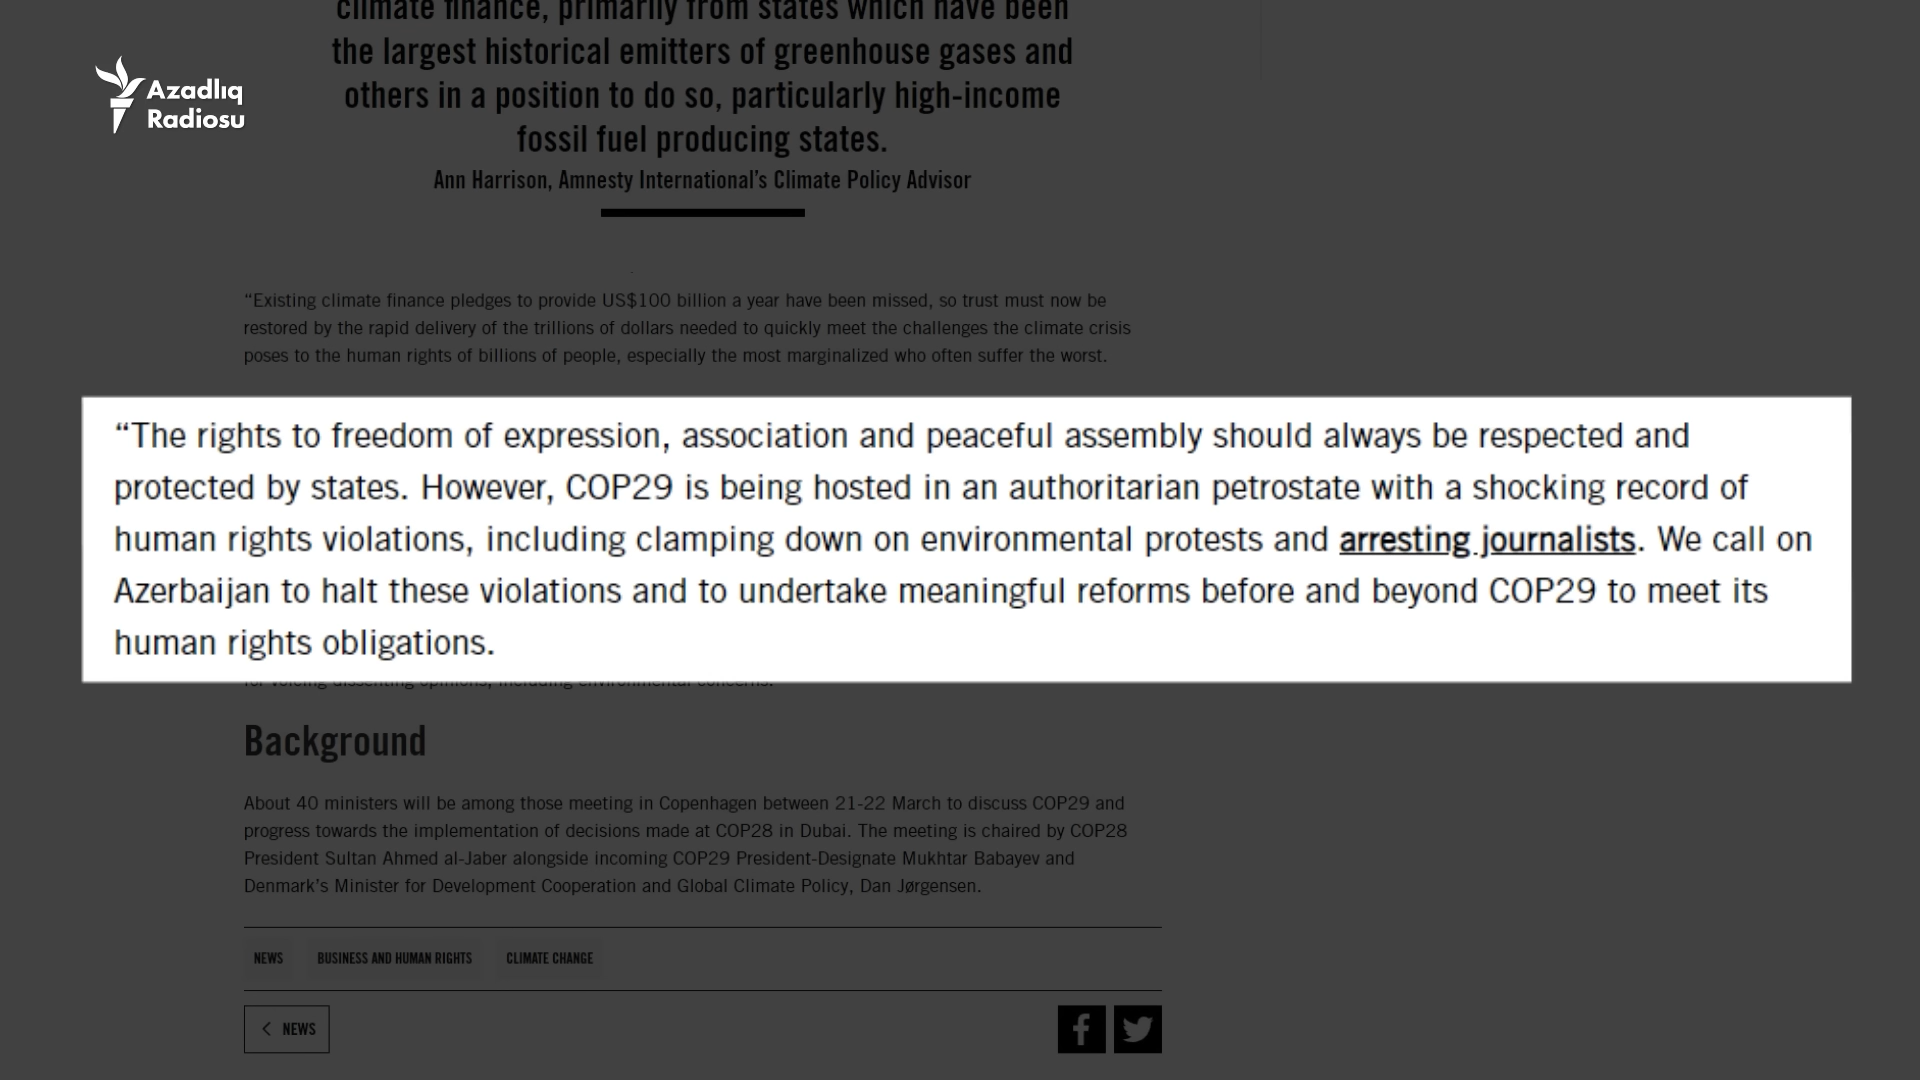 climate finance, primarily from states which have been
the largest historical emitters of greenhouse gases and
others in a position to do so, particularly high-income
fossil fuel producing states.
Ann Harrison, Amnesty International’s Climate Policy Advisor
Azadlıq
Radiosu
“Existing climate finance pledges to provide US$100 billion a year have been missed, so trust must now be
restored by the rapid delivery of the trillions of dollars needed to quickly meet the challenges the climate crisis
poses to the human rights of billions of people, especially the most marginalized who often suffer the worst.
“The rights to freedom of expression, association and peaceful assembly should always be respected and
protected by states. However, COP29 is being hosted in an authoritarian petrostate with a shocking record of
human rights violations, including clamping down on environmental protests and arresting journalists. We call on
Azerbaijan to halt these violations and to undertake meaningful reforms before and beyond COP29 to meet its
human rights obligations.
for voicing dissenting opinions, including environmental concerns.
Background
About 40 ministers will be among those meeting in Copenhagen between 21-22 March to discuss COP29 and
progress towards the implementation of decisions made at COP28 in Dubai. The meeting is chaired by COP28
President Sultan Ahmed al-Jaber alongside incoming COP29 President-Designate Mukhtar Babayev and
Denmark’s Minister for Development Cooperation and Global Climate Policy, Dan Jørgensen.
NEWS
BUSINESS AND HUMAN RIGHTS
CLIMATE CHANGE
NEWS